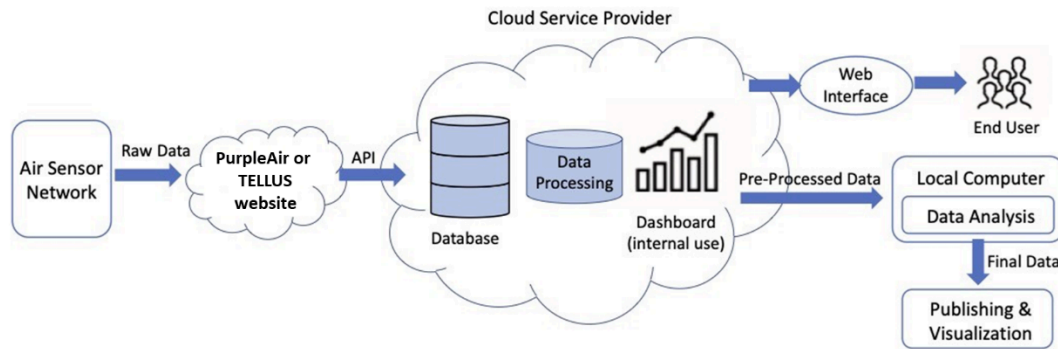 Cloud Service Provider
Air Sensor
Network
Raw Data
PurpleAir or
TELLUS
website
API
Database
Data
Processing
Dashboard
(internal use)
Web
Interface
End User
Pre-Processed Data
Local Computer
Data Analysis
Final Data
Publishing &
Visualization